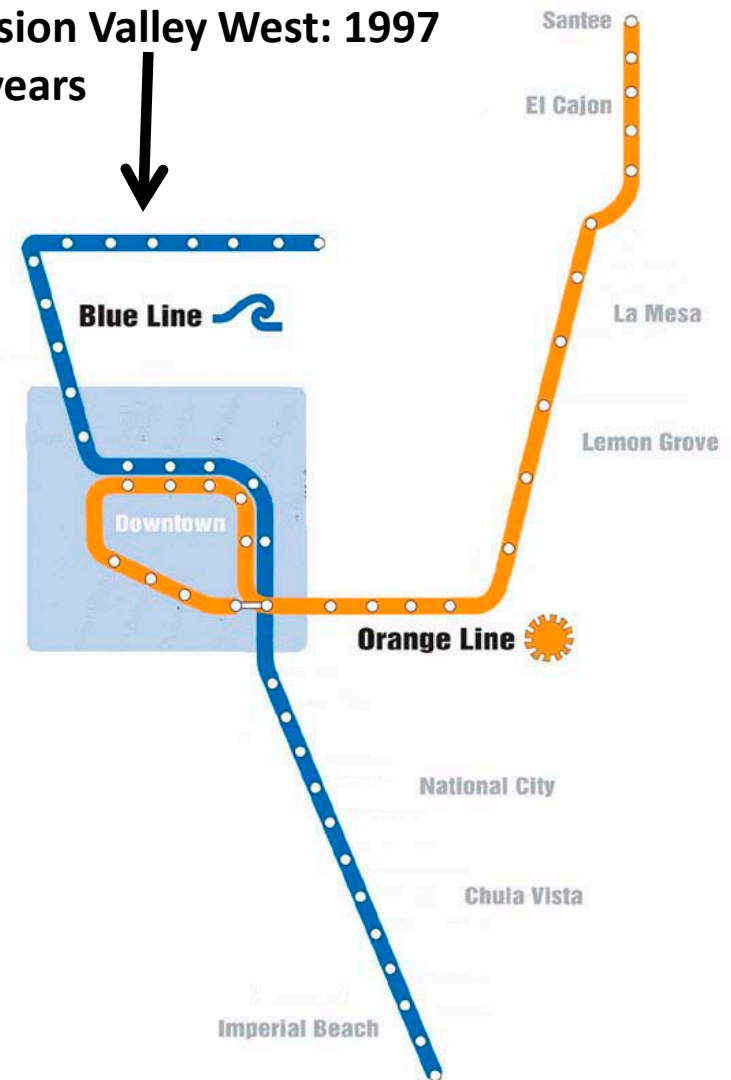 sion Valley West: 1997
years
Santee
El Cajon
La Mesa
Blue Line
Lemon Grove
Downtown
Orange Line
National City
Chula Vista
Imperial Beach